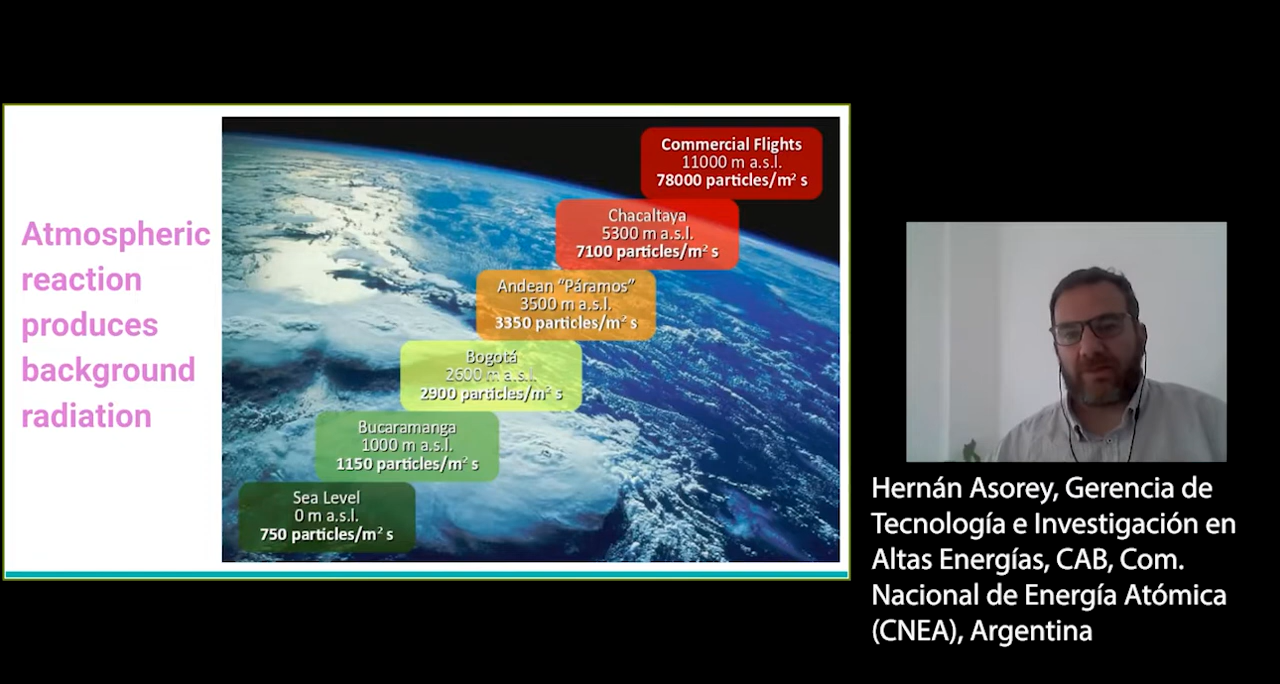 Atmospheric
reaction
produces
background
radiation
Commercial Flights
11000 m a.s.l.
78000 particles/m² s
Chacaltaya
5300 m a.s.l.
7100 particles/m² s
Andean “Páramos”
3500 m a.s.l.
3350 particles/m² s
Bogotá
2600 m a.s.l.
2900 particles/m² s
Bucaramanga
1000 m a.s.l.
1150 particles/m² s
Sea Level
0 m a.s.l.
750 particles/m² s
Hernán Asorey, Gerencia de
Tecnología e Investigación en
Altas Energías, CAB, Com.
Nacional de Energía Atómica
(CNEA), Argentina